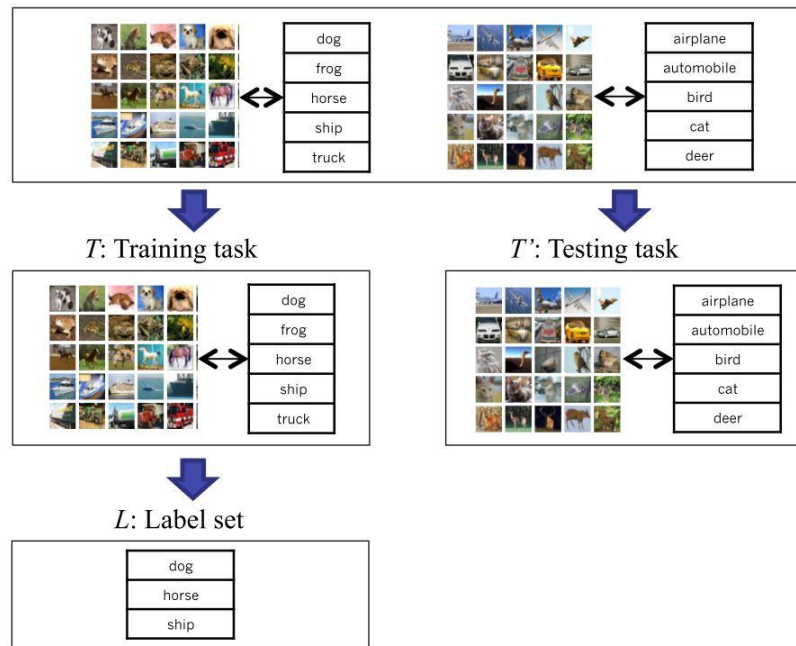 dog
frog
horse
ship
truck
airplane
automobile
bird
cat
deer
T: Training task
T': Testing task
dog
frog
horse
ship
truck
airplane
automobile
bird
cat
deer
L: Label set
dog
horse
ship